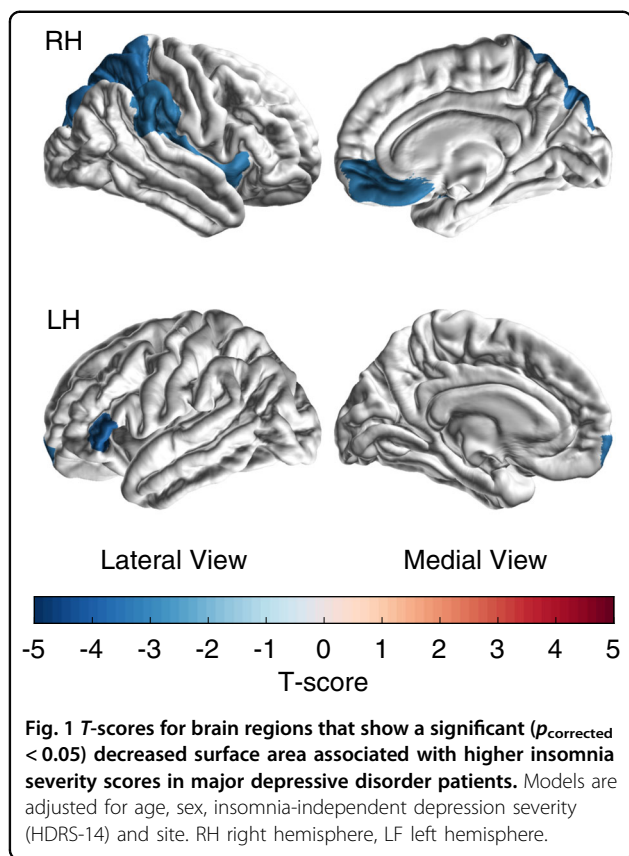 RH
LH
Lateral View Medial View
-5 -4 -3 -2 -1 0 1 2 3 4 5
T-score
Fig. 1 T-scores for brain regions that show a significant (pcorrected
< 0.05) decreased surface area associated with higher insomnia
severity scores in major depressive disorder patients. Models are
adjusted for age, sex, insomnia-independent depression severity
(HDRS-14) and site. RH right hemisphere, LF left hemisphere.